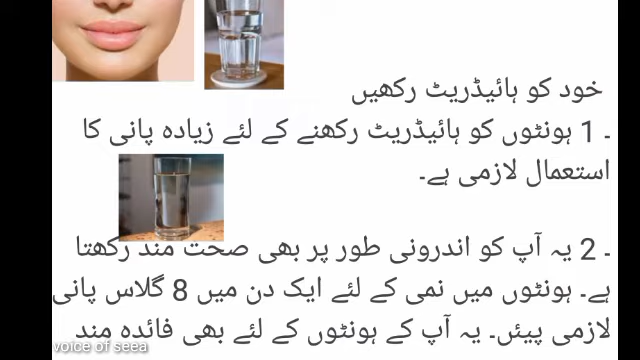 خود کو ہائیڈریٹ رکھیں
۔ 1 ہونٹوں کو ہائیڈریٹ رکھنے کے لئے زیادہ پانی کا
استعمال لازمی ہے۔
۔ 2 یہ آپ کو اندرونی طور پر بھی صحت مند رکھتا
ہے۔ ہونٹوں میں نمی کے لئے ایک دن میں 8 گلاس پانی
لازمی پیئں۔ یہ آپ کے ہونٹوں کے لئے بھی فائدہ مند
voice of seea